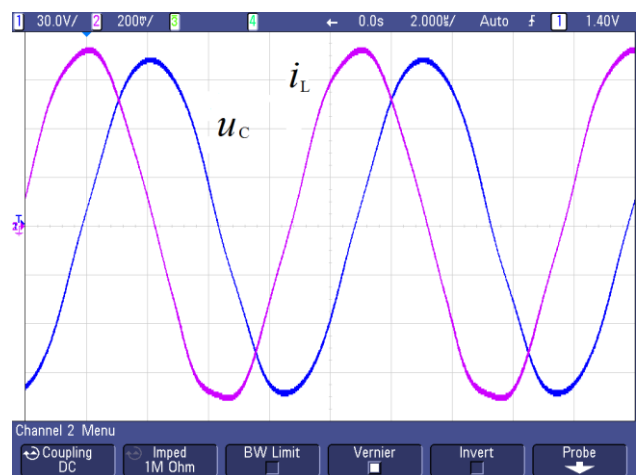 1 30.0V/ 2 200mV/ 3 4 0.0s 2.000µ/ Auto 1 1.40V
iL
uC
Channel 2 Menu
Coupling Imped BW Limit Vernier Invert Probe
DC 1M Ohm